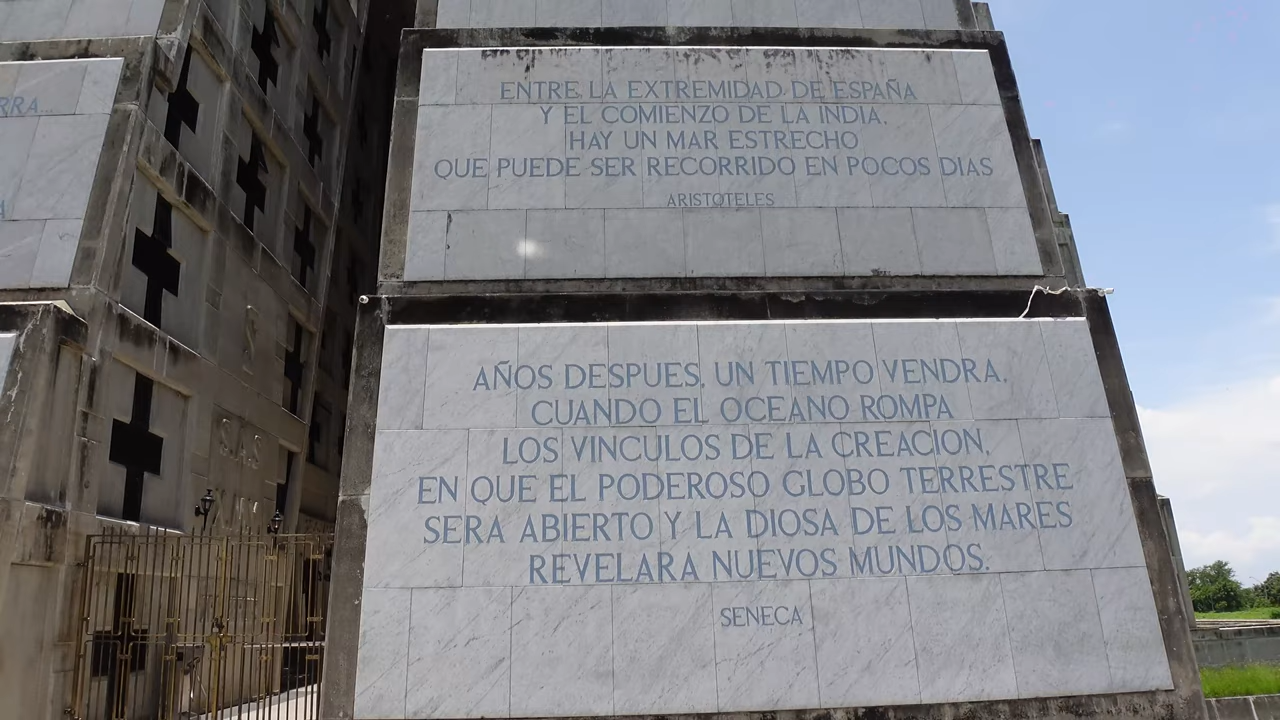 RRA...
ENTRE LA EXTREMIDAD DE ESPAÑA
Y EL COMIENZO DE LA INDIA,
HAY UN MAR ESTRECHO
QUE PUEDE SER RECORRIDO EN POCOS DIAS
ARISTOTELES
AÑOS DESPUES, UN TIEMPO VENDRA,
CUANDO EL OCEANO ROMPA
LOS VINCULOS DE LA CREACION,
EN QUE EL PODEROSO GLOBO TERRESTRE
SERA ABIERTO Y LA DIOSA DE LOS MARES
REVELARA NUEVOS MUNDOS.
SENECA
S
S.A.S